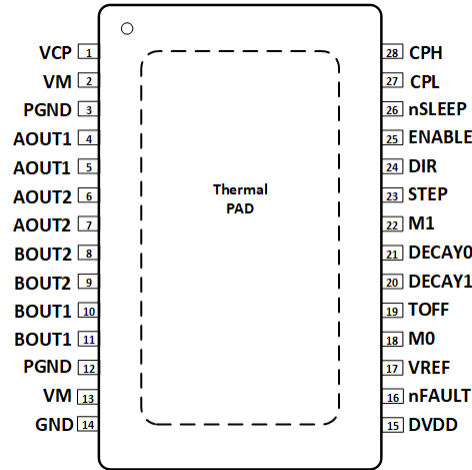 VCP 1 28 CPH
VM 2 27 CPL
PGND 3 26 nSLEEP
AOUT1 4 25 ENABLE
AOUT1 5 24 DIR
AOUT2 6 23 STEP
AOUT2 7 22 M1
BOUT2 8 21 DECAY0
BOUT2 9 20 DECAY1
BOUT1 10 19 TOFF
BOUT1 11 18 M0
PGND 12 17 VREF
VM 13 16 nFAULT
GND 14 15 DVDD
Thermal
PAD